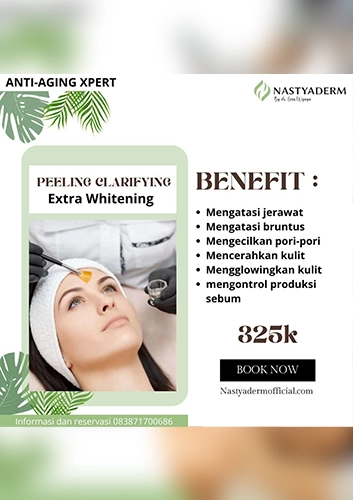 ANTI-AGING XPERT
NASTYADERM
PEELING CLARIFYING
Extra Whitening
BENEFIT :
Mengatasi jerawat
Mengatasi bruntus
Mengecilkan pori-pori
Mencerahkan kulit
Mengglowingkan kulit
mengontrol produksi
sebum
325k
BOOK NOW
Nastyadermofficial.com
Informasi dan reservasi 083871700686